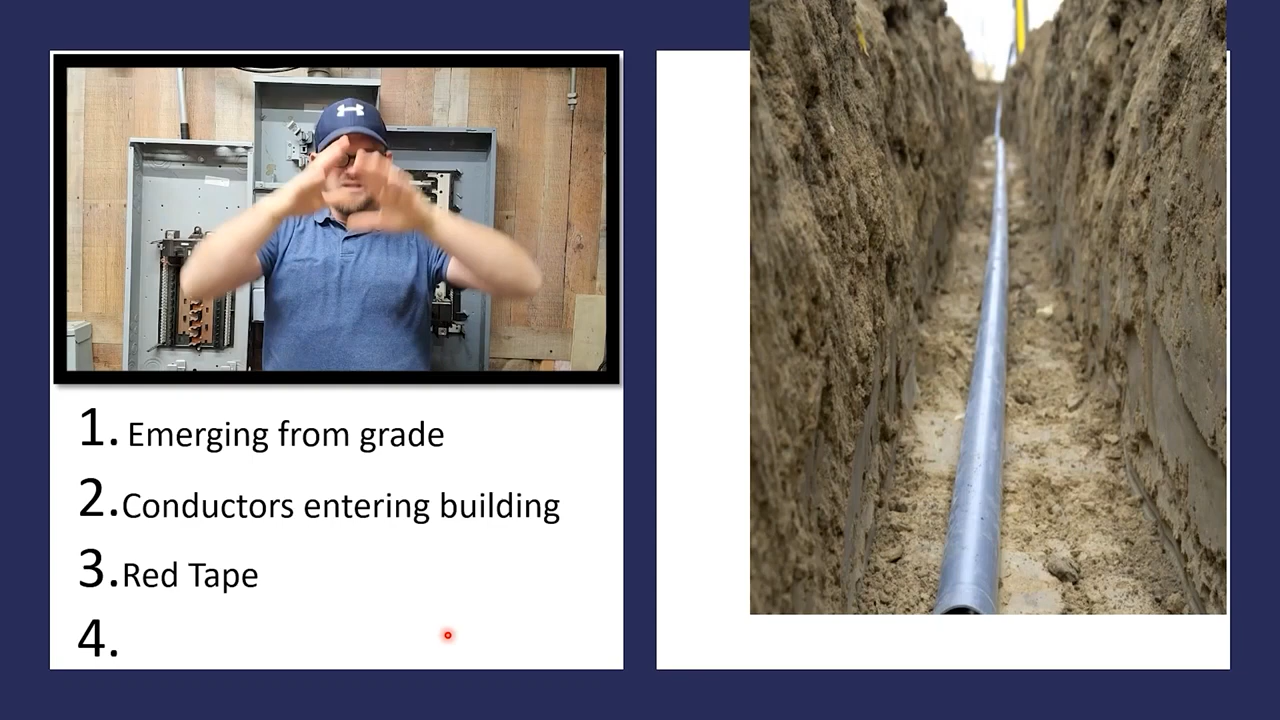 1. Emerging from grade
2. Conductors entering building
3. Red Tape
4.